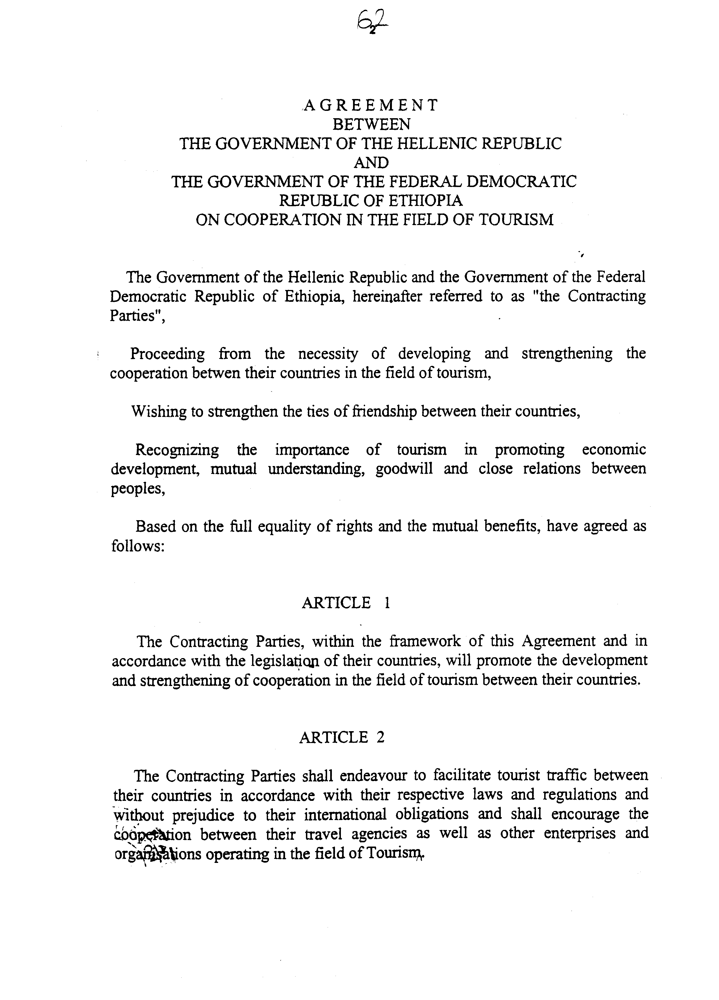 62
2
AGREEMENT
BETWEEN
THE GOVERNMENT OF THE HELLENIC REPUBLIC
AND
THE GOVERNMENT OF THE FEDERAL DEMOCRATIC
REPUBLIC OF ETHIOPIA
ON COOPERATION IN THE FIELD OF TOURISM
The Government of the Hellenic Republic and the Government of the Federal
Democratic Republic of Ethiopia, hereinafter referred to as "the Contracting
Parties",
Proceeding from the necessity of developing and strengthening the
cooperation betwen their countries in the field of tourism,
Wishing to strengthen the ties of friendship between their countries,
Recognizing the importance of tourism in promoting economic
development, mutual understanding, goodwill and close relations between
peoples,
Based on the full equality of rights and the mutual benefits, have agreed as
follows:
ARTICLE 1
The Contracting Parties, within the framework of this Agreement and in
accordance with the legislation of their countries, will promote the development
and strengthening of cooperation in the field of tourism between their countries.
ARTICLE 2
The Contracting Parties shall endeavour to facilitate tourist traffic between
their countries in accordance with their respective laws and regulations and
without prejudice to their international obligations and shall encourage the
cooperation between their travel agencies as well as other enterprises and
organisations operating in the field of Tourism.